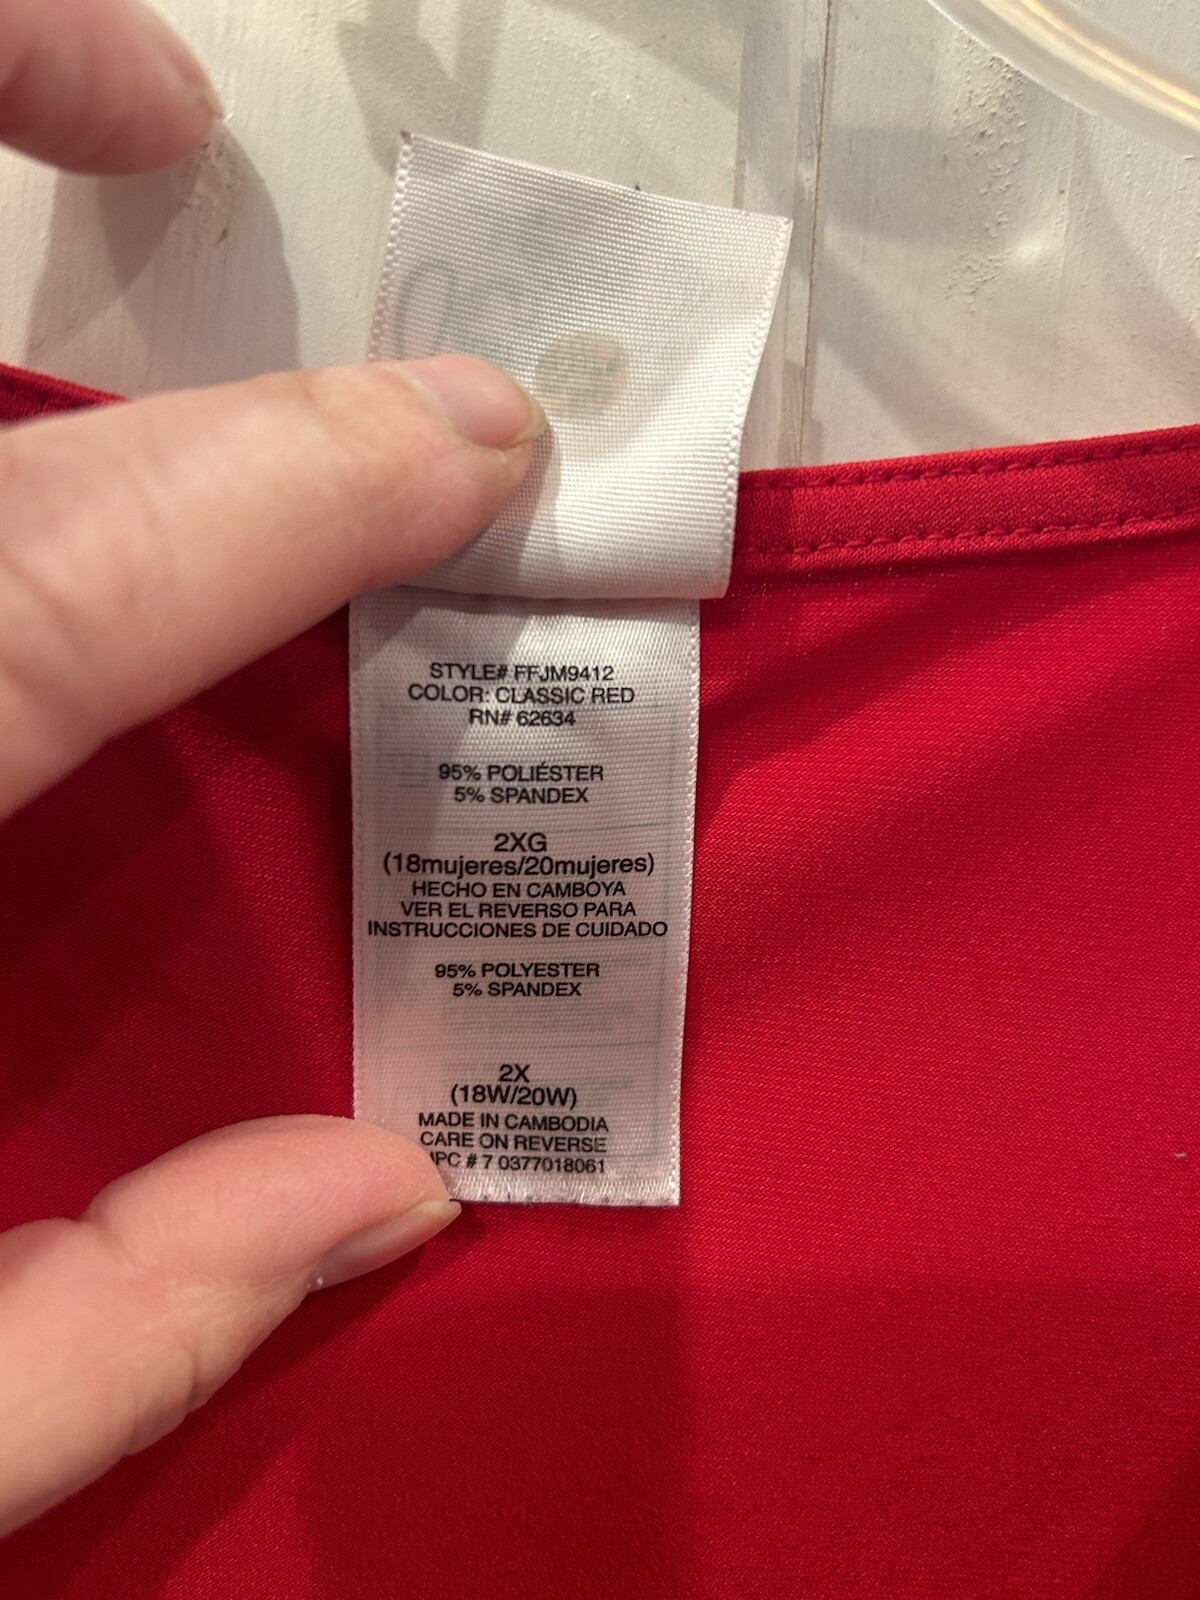 STYLE# FFJM9412
COLOR: CLASSIC RED
RN# 62634
95% POLIÉSTER
5% SPANDEX
2XG
(18mujeres/20mujeres)
HECHO EN CAMBOYA
VER EL REVERSO PARA
INSTRUCCIONES DE CUIDADO
95% POLYESTER
5% SPANDEX
2X
(18W/20W)
MADE IN CAMBODIA
CARE ON REVERSE
PC # 7 0377018061